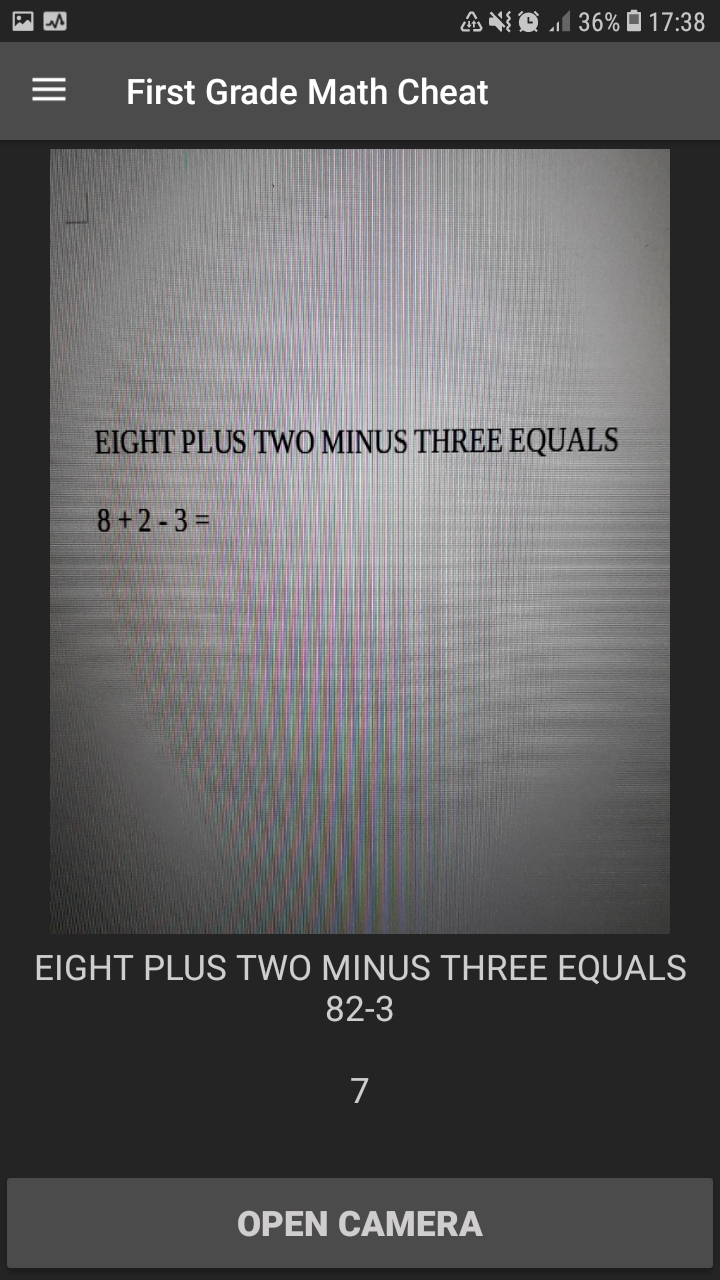 36% 17:38
First Grade Math Cheat
EIGHT PLUS TWO MINUS THREE EQUALS
8 + 2 - 3 =
EIGHT PLUS TWO MINUS THREE EQUALS
82-3
7
OPEN CAMERA